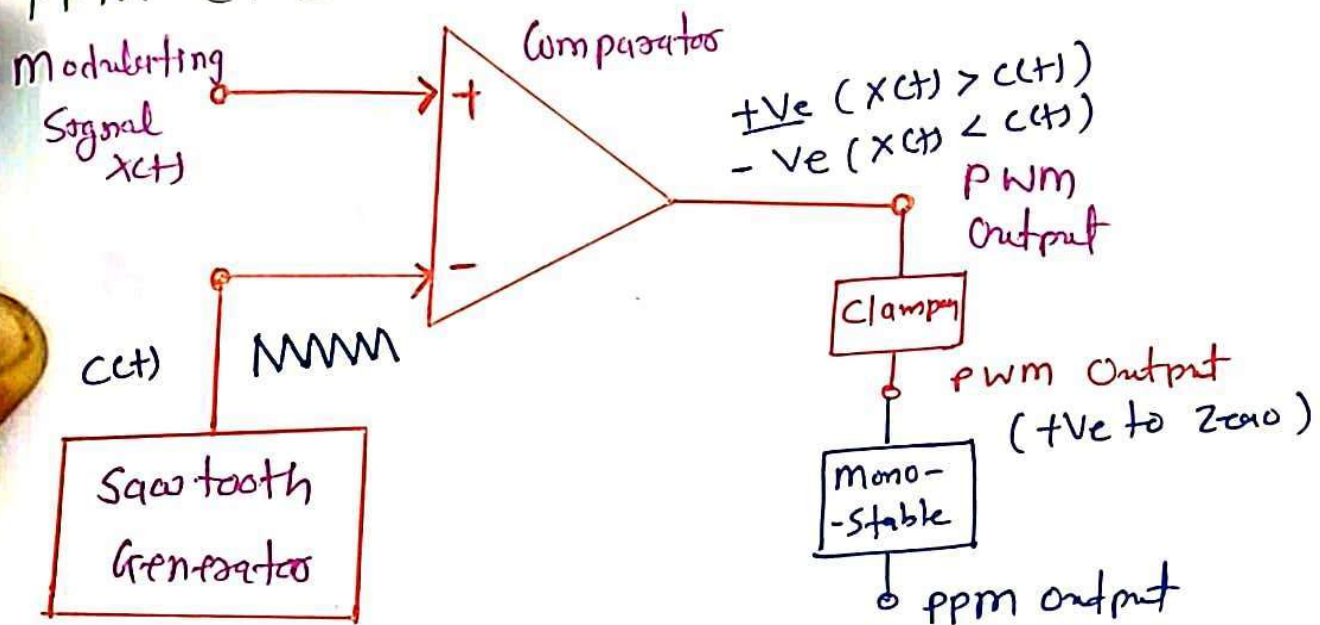 Modulating
Signal
x(t)
Comparator
+
-
+Ve (x(t) > c(t))
- Ve (x(t) < c(t))
PWM
Output
Clamper
PWM Output
(+Ve to Zero)
Mono-
-Stable
PPM output
c(t)
Sawtooth
Generator